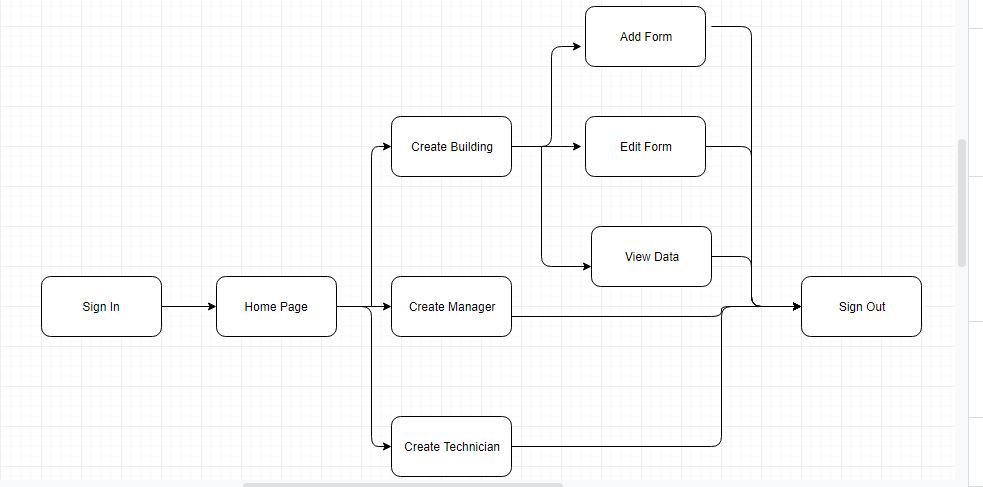 Add Form
Create Building
Edit Form
View Data
Sign In
Home Page
Create Manager
Sign Out
Create Technician